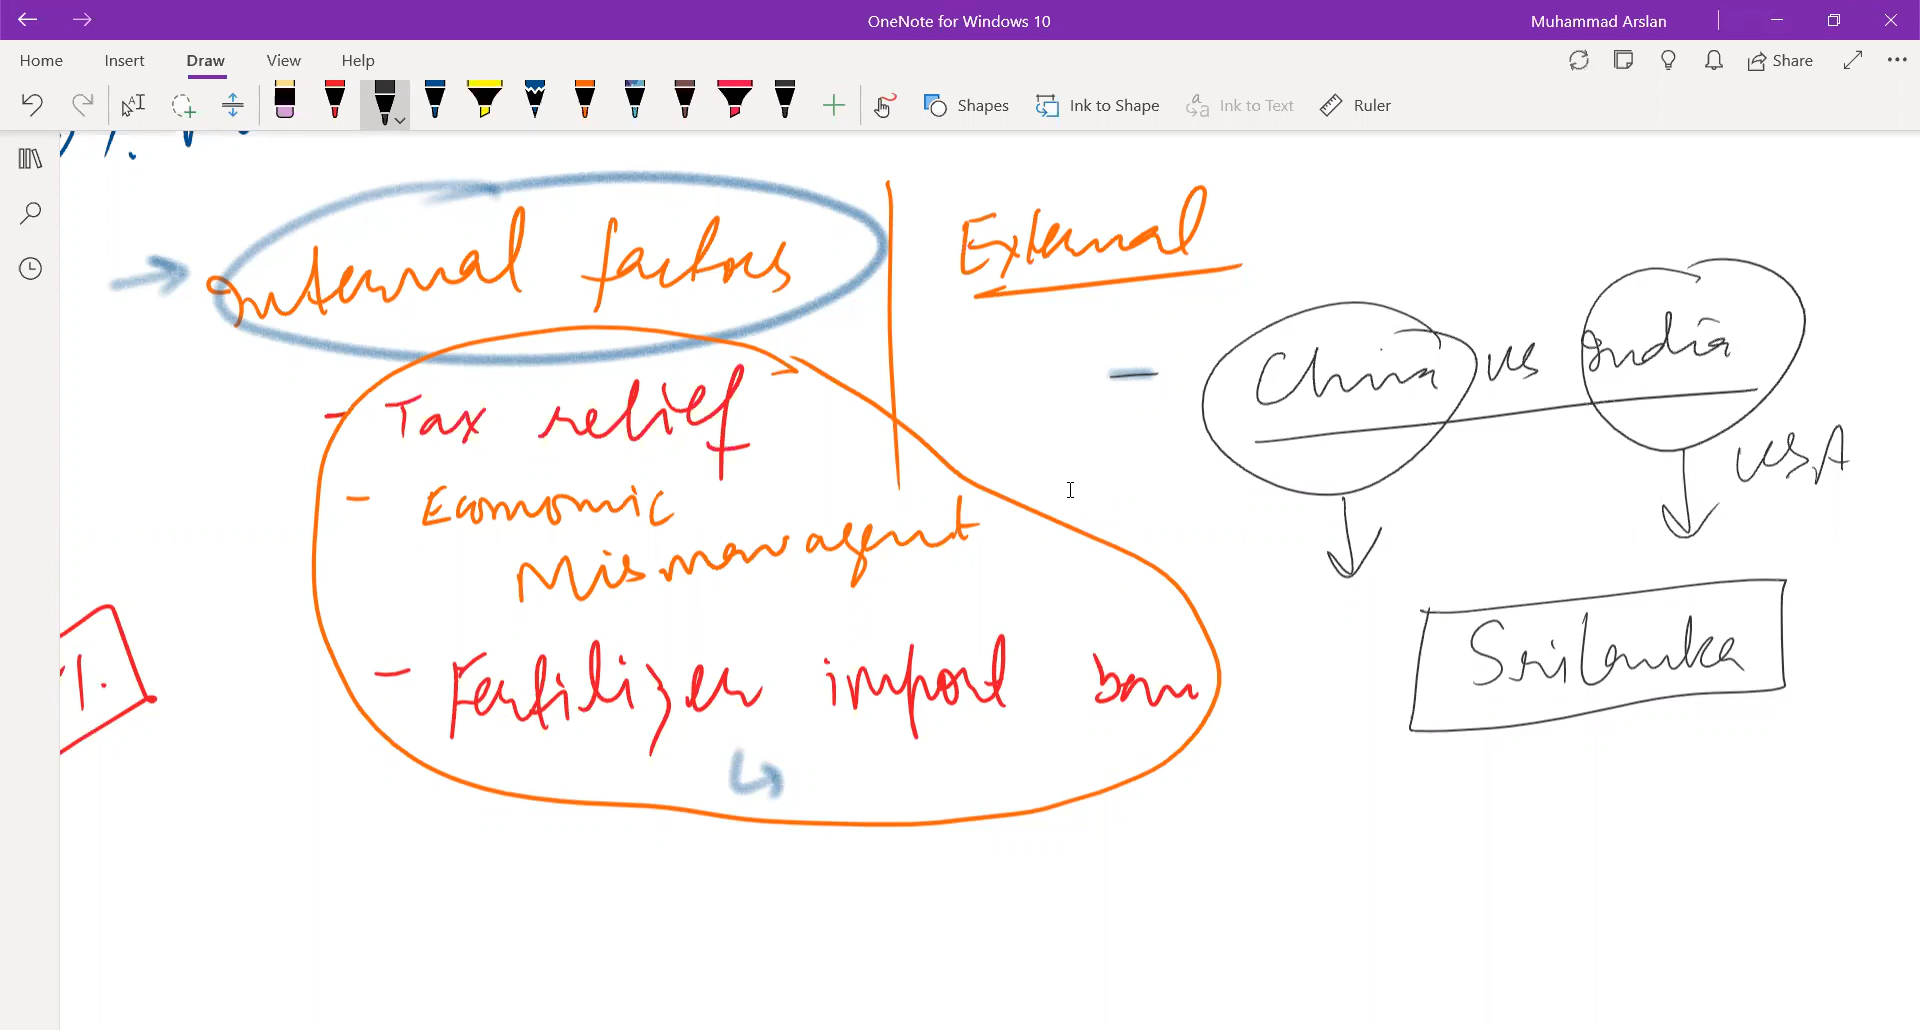 OneNote for Windows 10
Muhammad Arslan
Home Insert Draw View Help
Share
Shapes Ink to Shape Ink to Text Ruler
Internal factors
External
- China vs India
USA
- Tax relief
- Economic
Mismanagent
- Fertilizer import ban
Srilanka